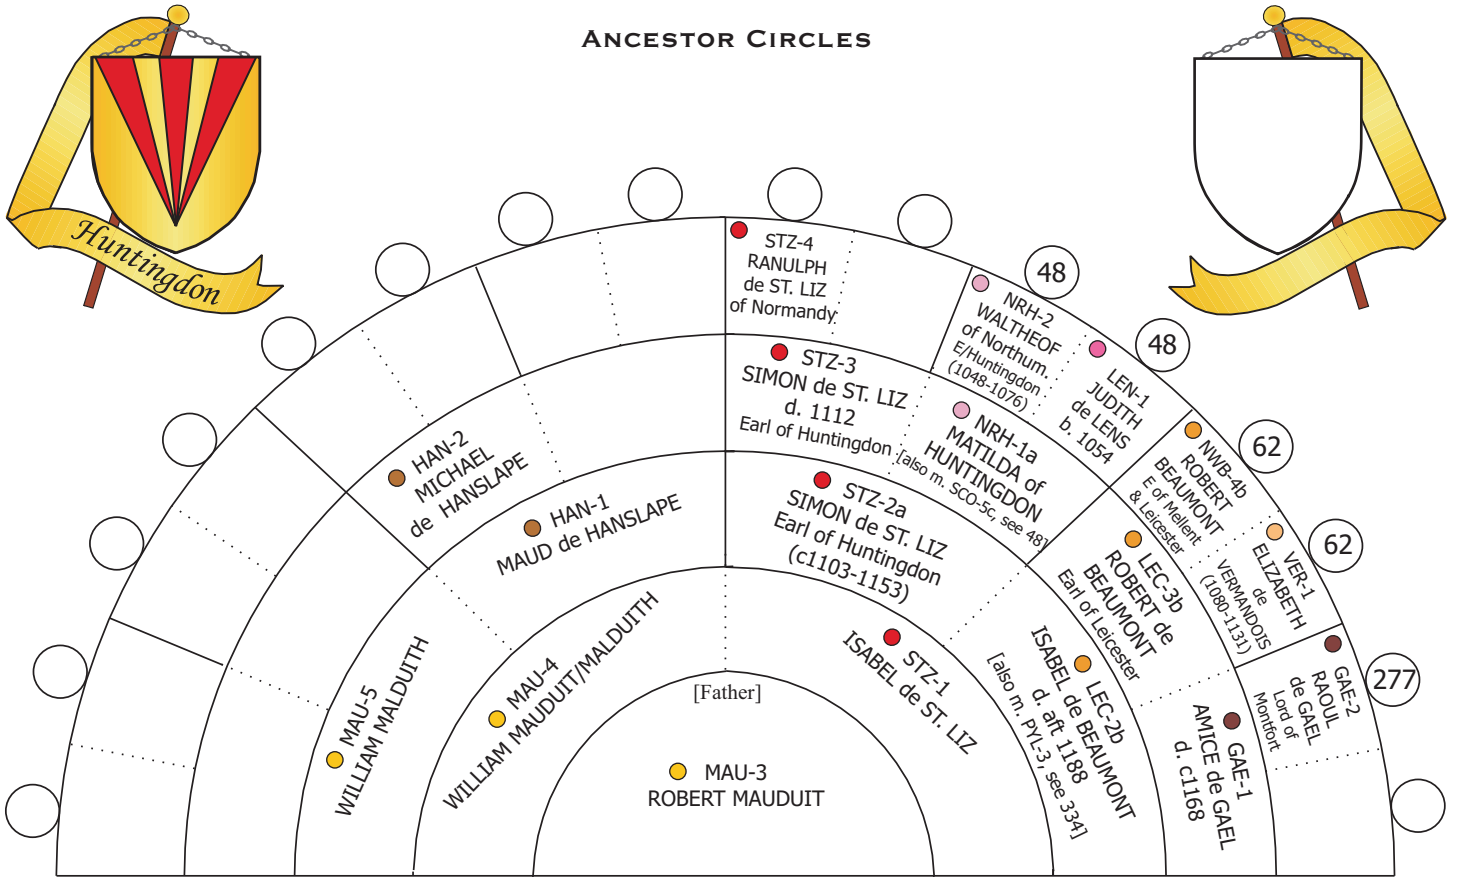 ANCESTOR CIRCLES
Huntingdon
STZ-4
RANULPH
de ST. LIZ
of Normandy
48
NRH-2
WALTHEOF
of Northum.
E/Huntingdon
(1048-1076)
48
LEN-1
JUDITH
de LENS
b. 1054
62
NWB-4b
ROBERT
BEAUMONT
E of Mellent
& Leicester
62
VER-1
ELIZABETH
de
VERMANDOIS
(1080-1131)
277
GAE-2
RAOUL
de GAEL
Lord of
Montfort
HAN-2
MICHAEL
de HANSLAPE
STZ-3
SIMON de ST. LIZ
d. 1112
Earl of Huntingdon
NRH-1a
MATILDA of
HUNTINGDON
[also m. SCO-5c, see 48]
LEC-3b
ROBERT de
BEAUMONT
Earl of Leicester
GAE-1
AMICE de GAEL
d. c1168
MAU-5
WILLIAM MALDUITH
HAN-1
MAUD de HANSLAPE
STZ-2a
SIMON de ST. LIZ
Earl of Huntingdon
(c1103-1153)
LEC-2b
ISABEL de BEAUMONT
d. aft 1188
[also m. PYL-3, see 334]
MAU-4
WILLIAM MAUDUIT/MALDUITH
STZ-1
ISABEL de ST. LIZ
[Father]
MAU-3
ROBERT MAUDUIT